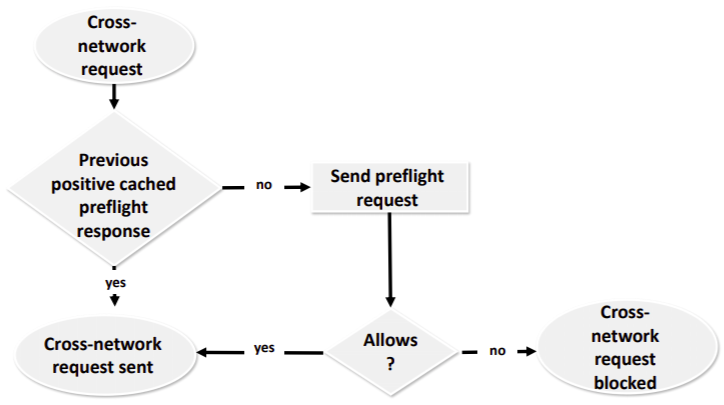 Cross-
network
request
Previous
positive cached
preflight
response
no
Send preflight
request
yes
Cross-network
request sent
yes
Allows
?
no
Cross-
network
request
blocked